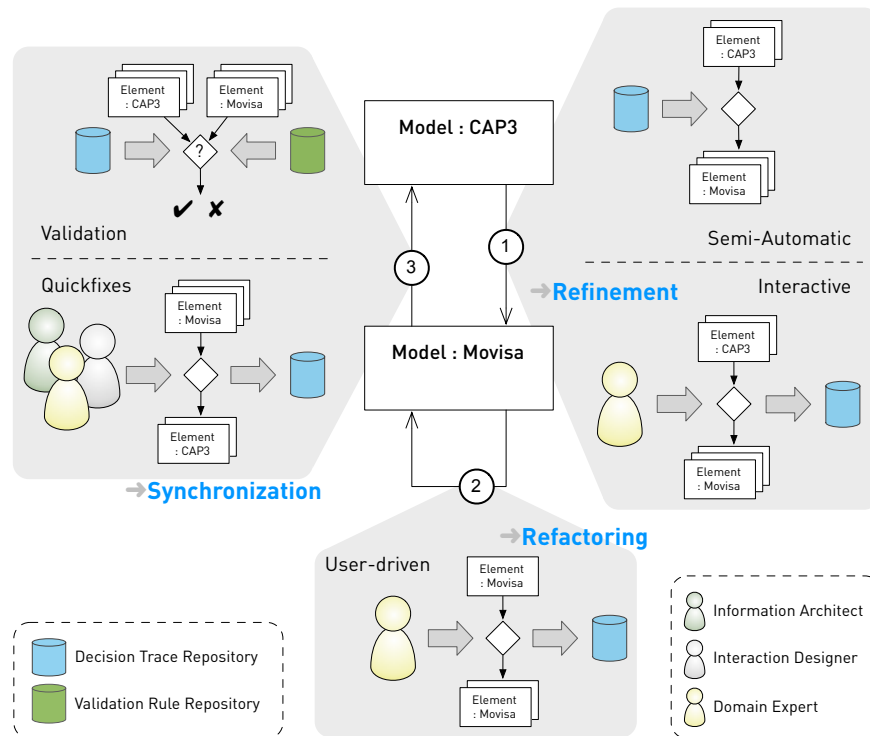 Element
: CAP3
Element
: Movisa
?
✔ ✘
Validation
Quickfixes
Element
: Movisa
Element
: CAP3
➜Synchronization
Model : CAP3
3
1
Model : Movisa
2
➜Refinement
Element
: CAP3
Element
: Movisa
Semi-Automatic
Interactive
Element
: CAP3
Element
: Movisa
➜Refactoring
User-driven
Element
: Movisa
Element
: Movisa
Decision Trace Repository
Validation Rule Repository
Information Architect
Interaction Designer
Domain Expert